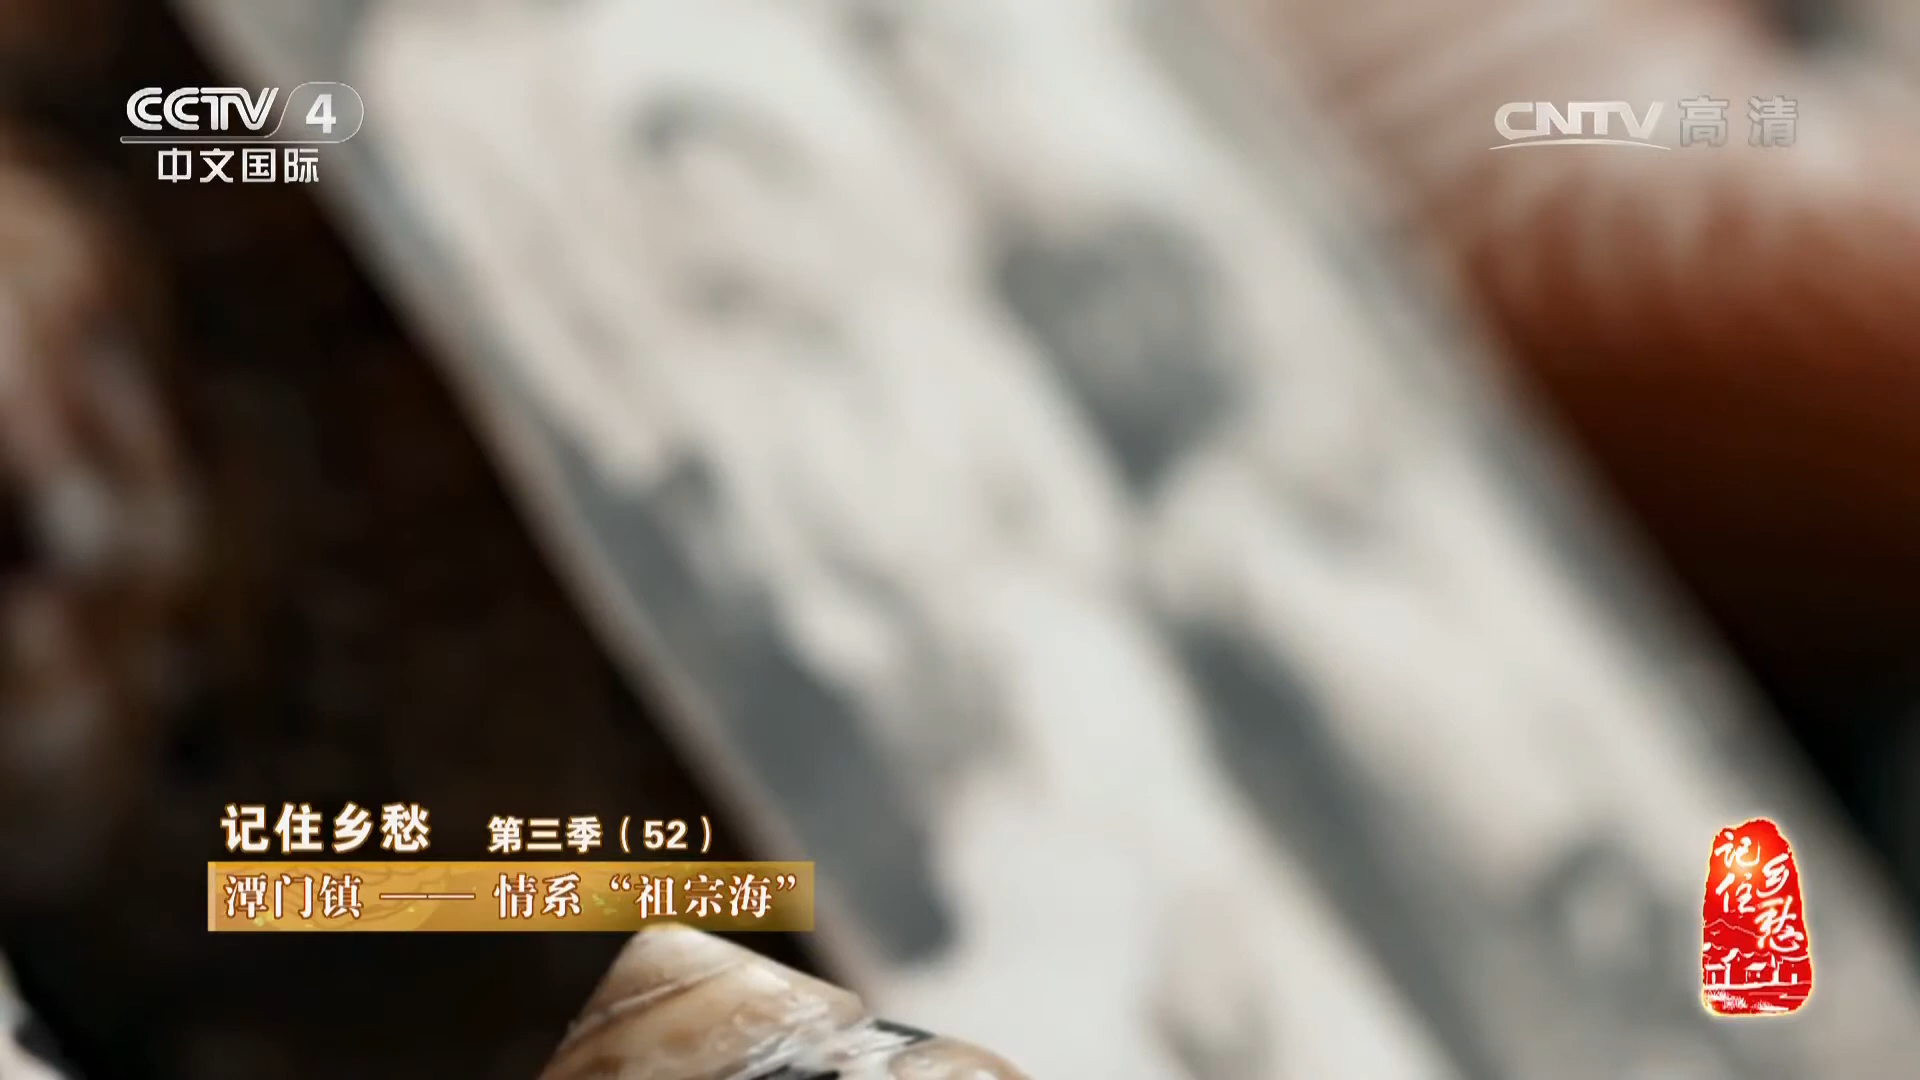 CCTV 4
中文国际
CNTV 高清
记住乡愁 第三季（52）
潭门镇 —— 情系“祖宗海”
记住
乡愁